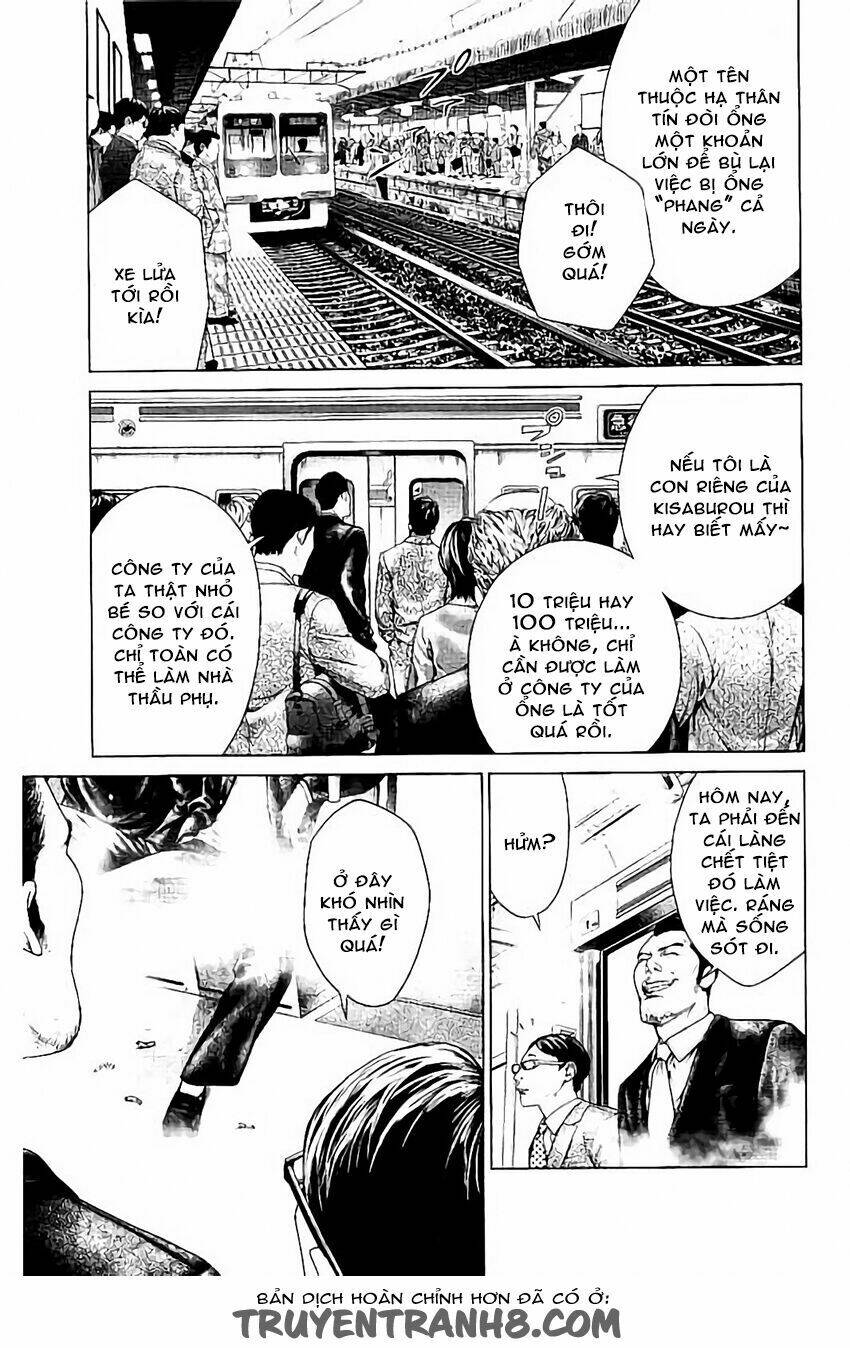 MỘT TÊN
THUỘC HẠ THÂN
TÍN ĐÒI ỔNG
MỘT KHOẢN
LỚN ĐỂ BÙ LẠI
VIỆC BỊ ỔNG
"PHANG" CẢ
NGÀY.
THÔI
ĐI!
GỚM
QUÁ!
XE LỬA
TỚI RỒI
KÌA!
NẾU TÔI LÀ
CON RIÊNG CỦA
KISABUROU THÌ
HAY BIẾT MẤY~
10 TRIỆU HAY
100 TRIỆU...
À KHÔNG, CHỈ
CẦN ĐƯỢC LÀM
Ở CÔNG TY CỦA
ỔNG LÀ TỐT
QUÁ RỒI.
CÔNG TY CỦA
TA THẬT NHỎ
BÉ SO VỚI CÁI
CÔNG TY ĐÓ.
CHỈ TOÀN CÓ
THỂ LÀM NHÀ
THẦU PHỤ.
HÔM NAY,
TA PHẢI ĐẾN
CÁI LÀNG
CHẾT TIỆT
ĐÓ LÀM
VIỆC. RÁNG
MÀ SỐNG
SÓT ĐI.
HỬM?
Ở ĐÂY
KHÓ NHÌN
THẤY GÌ
QUÁ!
BẢN DỊCH HOÀN CHỈNH HƠN ĐÃ CÓ Ở:
TRUYENTRANH8.COM